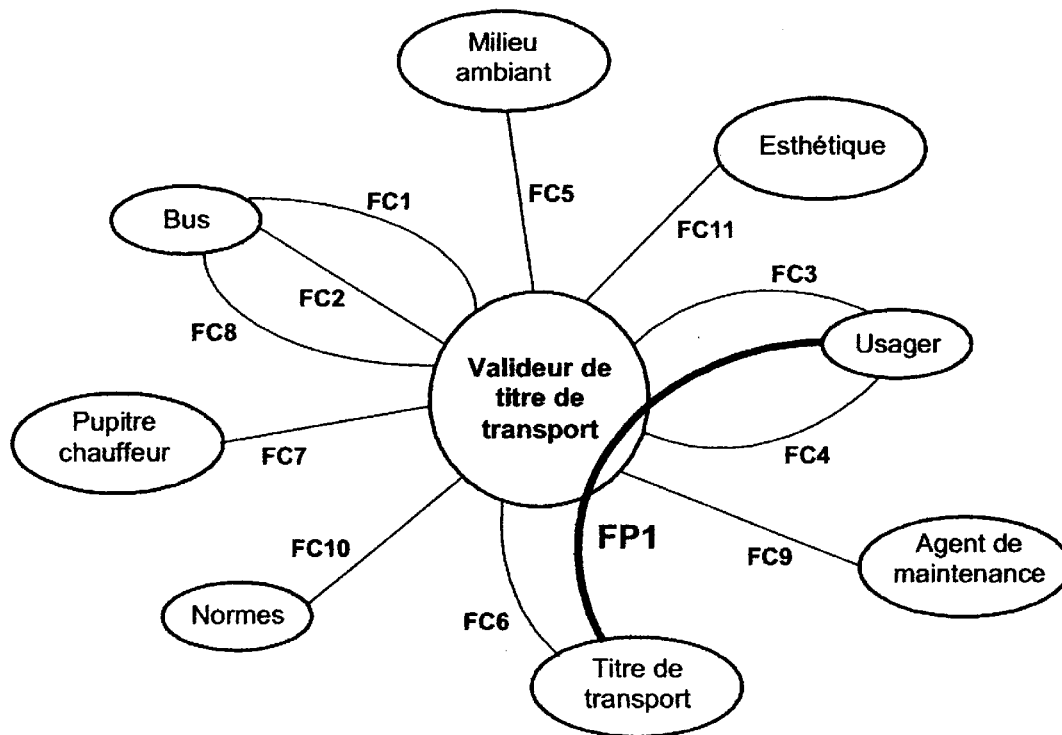 Milieu
ambiant
Esthétique
FC1
Bus
FC5
FC11
FC3
FC2
FC8
Usager
Valideur de
titre de
transport
Pupitre
chauffeur
FC7
FC4
FP1
FC10
FC9
Agent de
maintenance
Normes
FC6
Titre de
transport